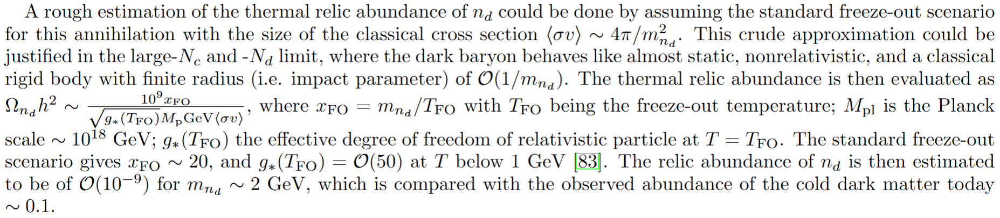 A rough estimation of the thermal relic abundance of $n_d$ could be done by assuming the standard freeze-out scenario
for this annihilation with the size of the classical cross section $\langle\sigma v\rangle \sim 4\pi/m_{n_d}^2$. This crude approximation could be
justified in the large-$N_c$ and -$N_d$ limit, where the dark baryon behaves like almost static, nonrelativistic, and a classical
rigid body with finite radius (i.e. impact parameter) of $\mathcal{O}(1/m_{n_d})$. The thermal relic abundance is then evaluated as
$\Omega_{n_d}h^2 \sim \frac{10^9 x_{\rm FO}}{\sqrt{g_*(T_{\rm FO})}M_{\rm p}{\rm GeV}\langle\sigma v\rangle}$, where $x_{\rm FO} = m_{n_d}/T_{\rm FO}$ with $T_{\rm FO}$ being the freeze-out temperature; $M_{\rm pl}$ is the Planck
scale $\sim 10^{18}$ GeV; $g_*(T_{\rm FO})$ the effective degree of freedom of relativistic particle at $T = T_{\rm FO}$. The standard freeze-out
scenario gives $x_{\rm FO} \sim 20$, and $g_*(T_{\rm FO}) = \mathcal{O}(50)$ at $T$ below 1 GeV [83]. The relic abundance of $n_d$ is then estimated
to be of $\mathcal{O}(10^{-9})$ for $m_{n_d} \sim 2$ GeV, which is compared with the observed abundance of the cold dark matter today
$\sim 0.1$.